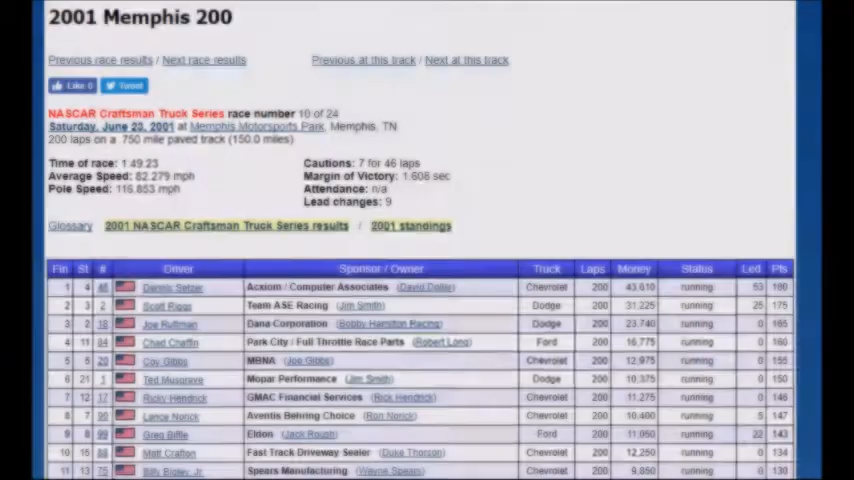 2001 Memphis 200
Previous race results / Next race results Previous at this track / Next at this track
Like 0 Tweet
NASCAR Craftsman Truck Series race number 10 of 24
Saturday, June 23, 2001 at Memphis Motorsports Park, Memphis, TN
200 laps on a .750 mile paved track (150.0 miles)
Time of race: 1:49:23 Cautions: 7 for 46 laps
Average Speed: 82.279 mph Margin of Victory: 1.608 sec
Pole Speed: 116.853 mph Attendance: n/a
Lead changes: 9
Glossary 2001 NASCAR Craftsman Truck Series results / 2001 standings
Fin St # Driver Sponsor / Owner Truck Laps Money Status Led Pts
1 4 46 Dennis Setzer Acxiom / Computer Associates (David Dollar) Chevrolet 200 43,610 running 53 180
2 3 2 Scott Riggs Team ASE Racing (Jim Smith) Dodge 200 31,225 running 25 175
3 2 18 Joe Ruttman Dana Corporation (Bobby Hamilton Racing) Dodge 200 23,740 running 0 165
4 11 84 Chad Chaffin Park City / Full Throttle Race Parts (Robert Long) Ford 200 16,775 running 0 160
5 5 20 Coy Gibbs MBNA (Joe Gibbs) Chevrolet 200 12,975 running 0 155
6 21 1 Ted Musgrave Mopar Performance (Jim Smith) Dodge 200 10,375 running 0 150
7 12 17 Ricky Hendrick GMAC Financial Services (Rick Hendrick) Chevrolet 200 11,275 running 0 146
8 7 90 Lance Norick Aventis Behring Choice (Ron Norick) Chevrolet 200 10,400 running 5 147
9 8 99 Greg Biffle Eldon (Jack Roush) Ford 200 11,050 running 22 143
10 15 88 Matt Crafton Fast Track Driveway Sealer (Duke Thorson) Chevrolet 200 12,250 running 0 134
11 13 75 Billy Bigley, Jr. Spears Manufacturing (Wayne Spears) Chevrolet 200 9,850 running 0 130